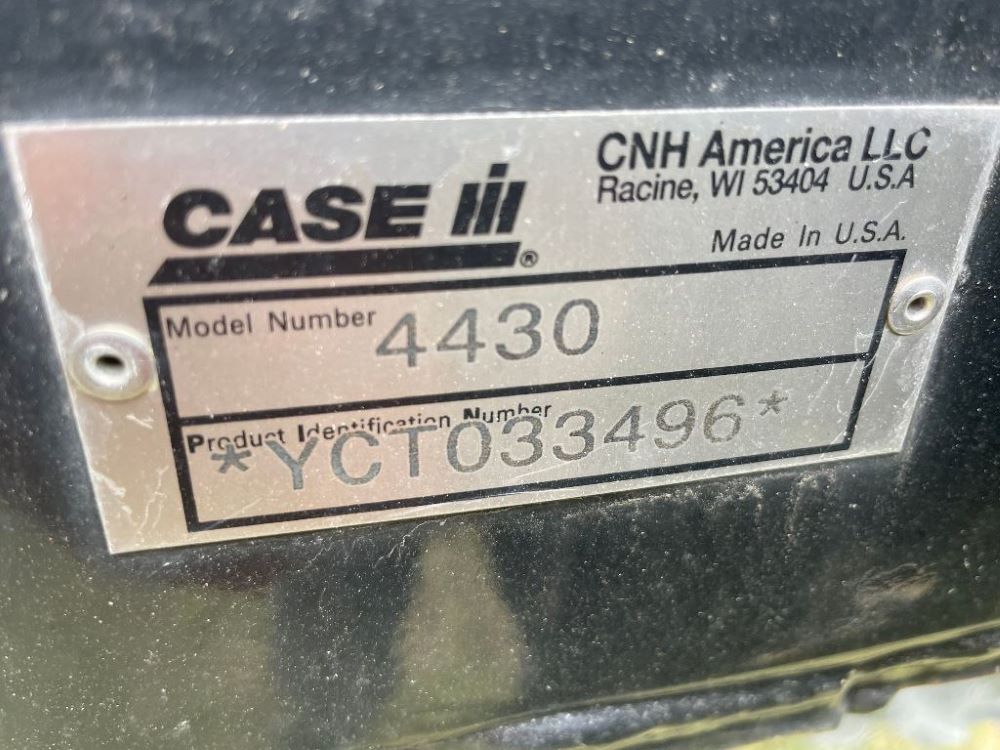 CASE IH®
CNH America LLC
Racine, WI 53404 U.S.A
Made In U.S.A.
Model Number 4430
Product Identification Number
*YCT033496*